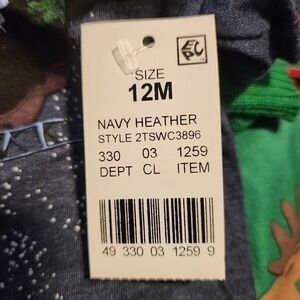 SIZE
12M
NAVY HEATHER
STYLE 2TSWC3896
330 03 1259
DEPT CL ITEM
49 330 03 1259 9